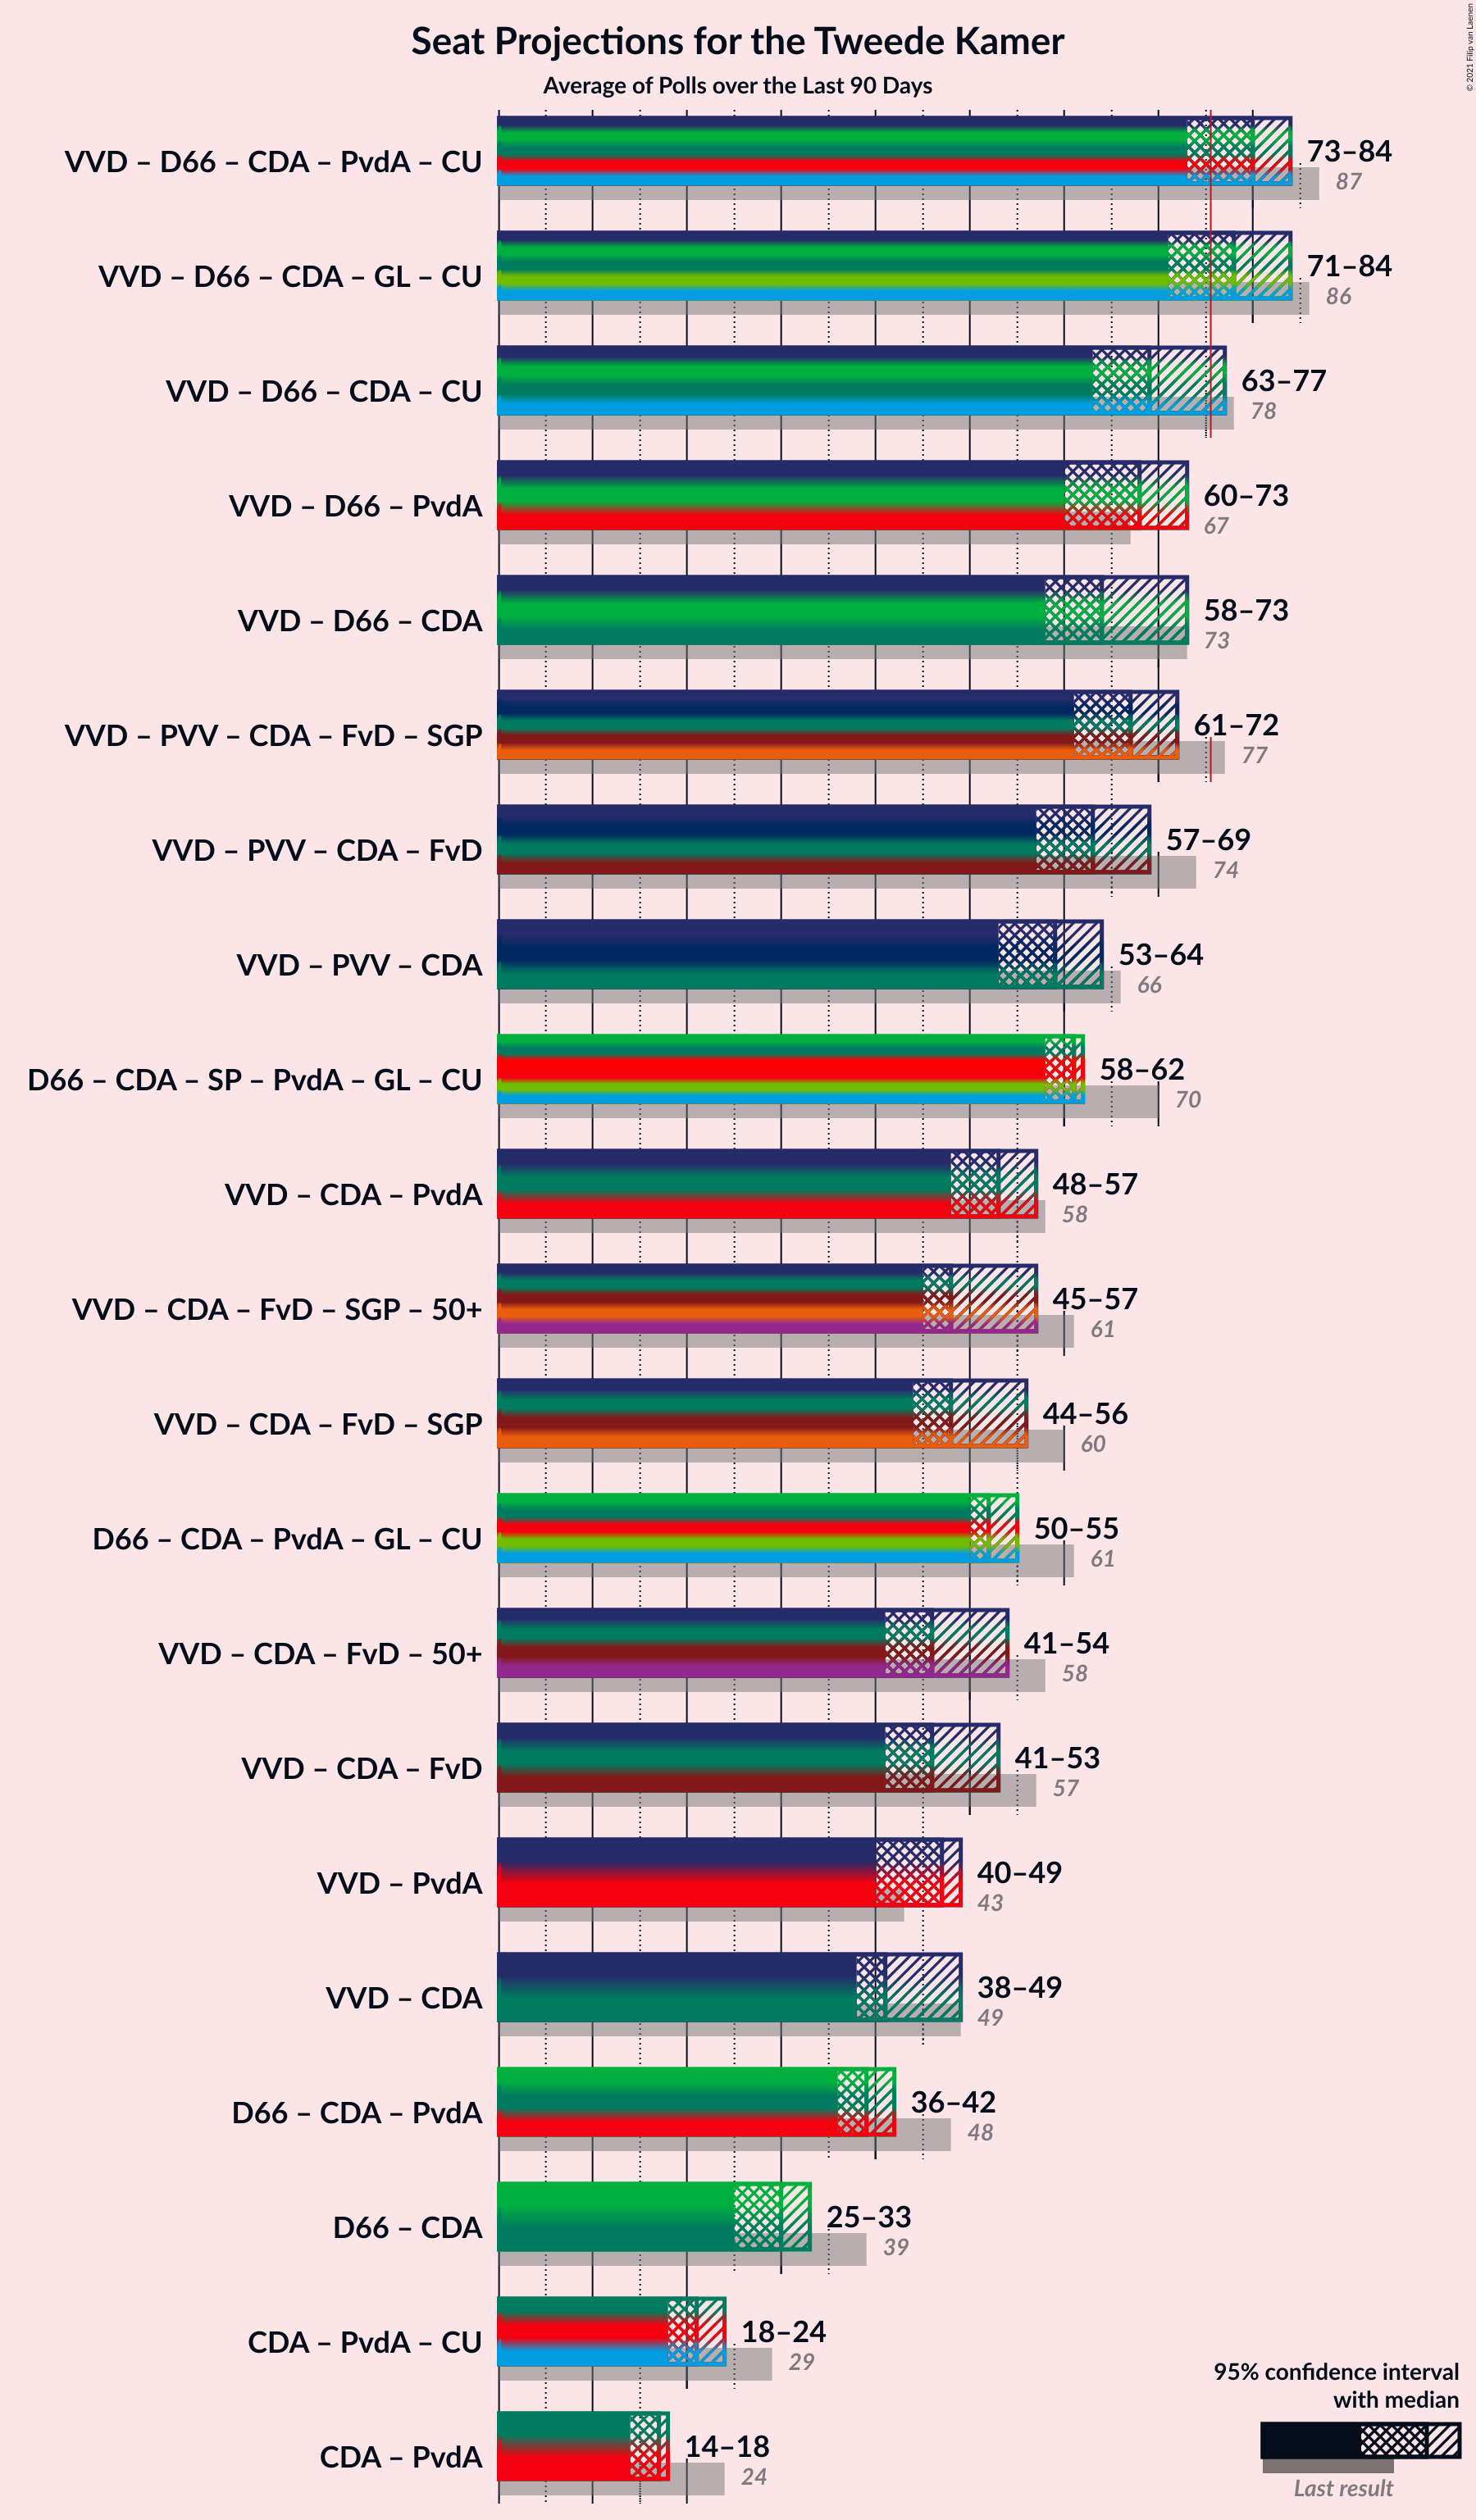 Seat Projections for the Tweede Kamer
Average of Polls over the Last 90 Days
© 2021 Filip van Laenen
VVD – D66 – CDA – PvdA – CU
73–84
87
VVD – D66 – CDA – GL – CU
71–84
86
VVD – D66 – CDA – CU
63–77
78
VVD – D66 – PvdA
60–73
67
VVD – D66 – CDA
58–73
73
VVD – PVV – CDA – FvD – SGP
61–72
77
VVD – PVV – CDA – FvD
57–69
74
VVD – PVV – CDA
53–64
66
D66 – CDA – SP – PvdA – GL – CU
58–62
70
VVD – CDA – PvdA
48–57
58
VVD – CDA – FvD – SGP – 50+
45–57
61
VVD – CDA – FvD – SGP
44–56
60
D66 – CDA – PvdA – GL – CU
50–55
61
VVD – CDA – FvD – 50+
41–54
58
VVD – CDA – FvD
41–53
57
VVD – PvdA
40–49
43
VVD – CDA
38–49
49
D66 – CDA – PvdA
36–42
48
D66 – CDA
25–33
39
CDA – PvdA – CU
18–24
29
CDA – PvdA
14–18
24
95% confidence interval
with median
Last result